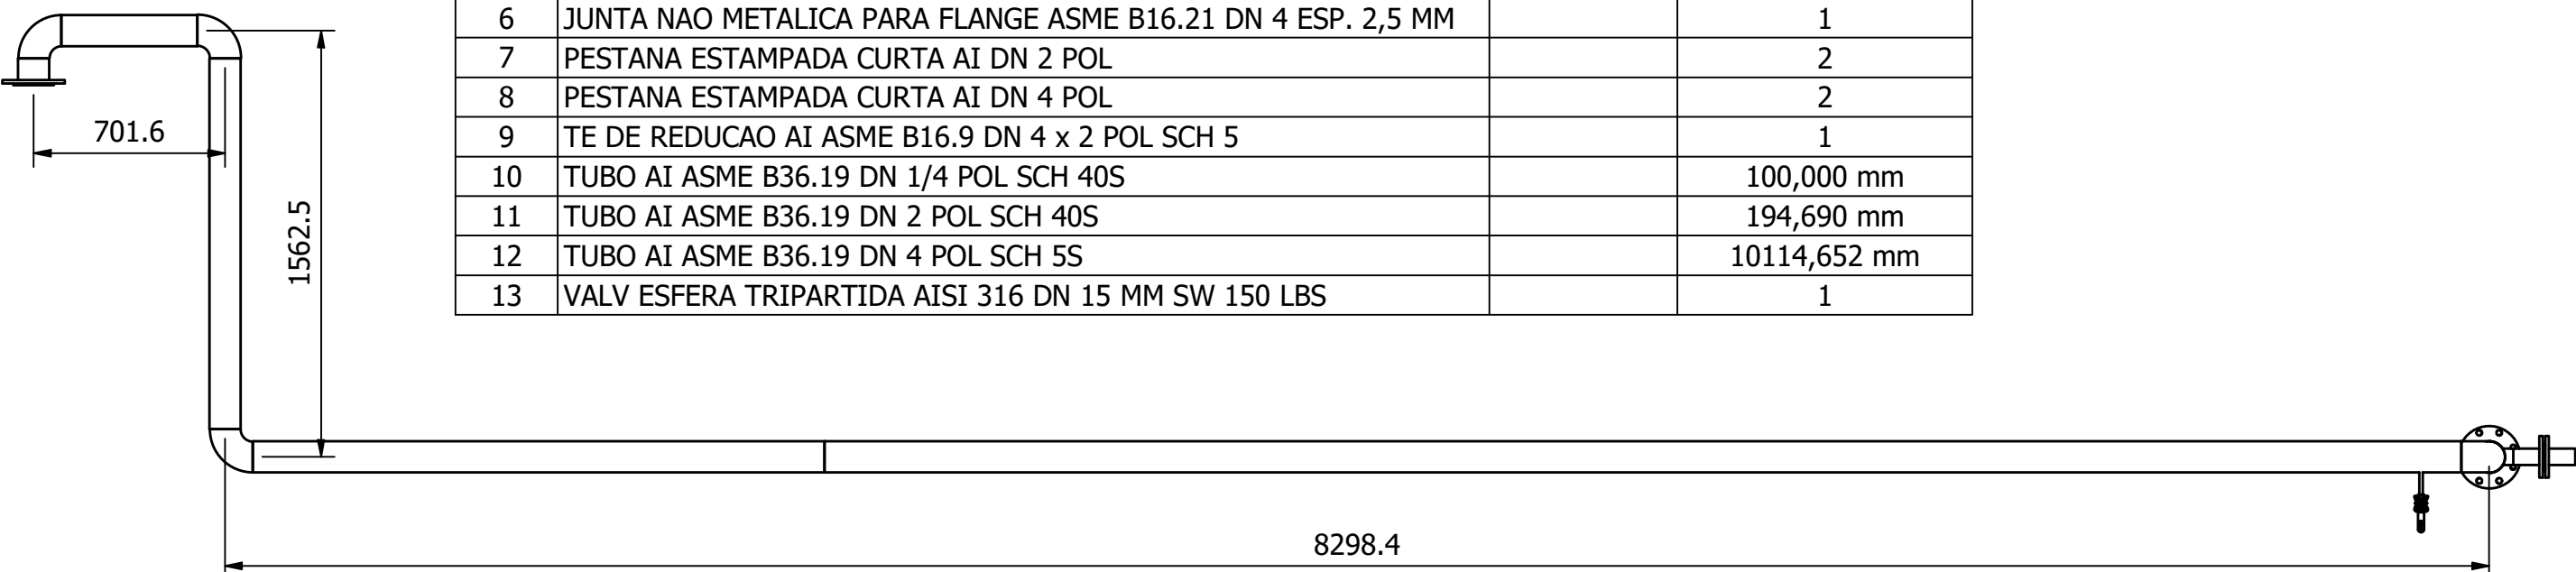 6 JUNTA NAO METALICA PARA FLANGE ASME B16.21 DN 4 ESP. 2,5 MM 1
7 PESTANA ESTAMPADA CURTA AI DN 2 POL 2
8 PESTANA ESTAMPADA CURTA AI DN 4 POL 2
9 TE DE REDUCAO AI ASME B16.9 DN 4 x 2 POL SCH 5 1
10 TUBO AI ASME B36.19 DN 1/4 POL SCH 40S 100,000 mm
11 TUBO AI ASME B36.19 DN 2 POL SCH 40S 194,690 mm
12 TUBO AI ASME B36.19 DN 4 POL SCH 5S 10114,652 mm
13 VALV ESFERA TRIPARTIDA AISI 316 DN 15 MM SW 150 LBS 1
701.6
1562.5
8298.4